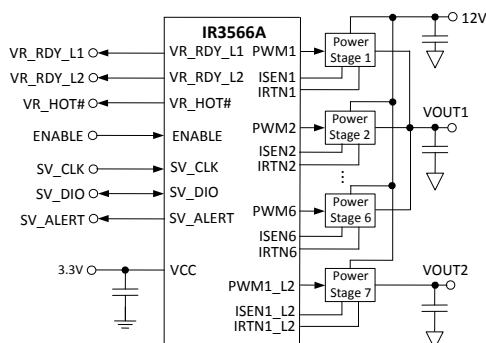 IR3566A
12V
VR_RDY_L1
VR_RDY_L1
PWM1
Power
Stage 1
VR_RDY_L2
VR_RDY_L2
ISEN1
IRTN1
VR_HOT#
VR_HOT#
VOUT1
ENABLE
ENABLE
PWM2
Power
Stage 2
ISEN2
IRTN2
SV_CLK
SV_CLK
...
SV_DIO
SV_DIO
PWM6
Power
Stage 6
SV_ALERT
SV_ALERT
ISEN6
IRTN6
3.3V
VCC
PWM1_L2
Power
Stage 7
VOUT2
ISEN1_L2
IRTN1_L2